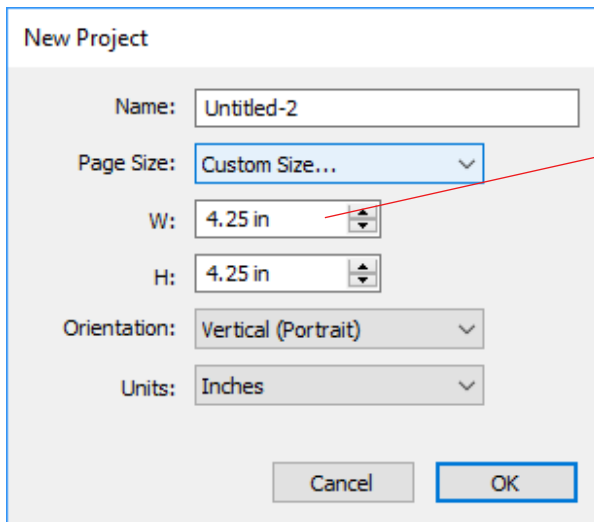 New Project
Name: Untitled-2
Page Size: Custom Size...
W: 4.25 in
H: 4.25 in
Orientation: Vertical (Portrait)
Units: Inches
Cancel OK